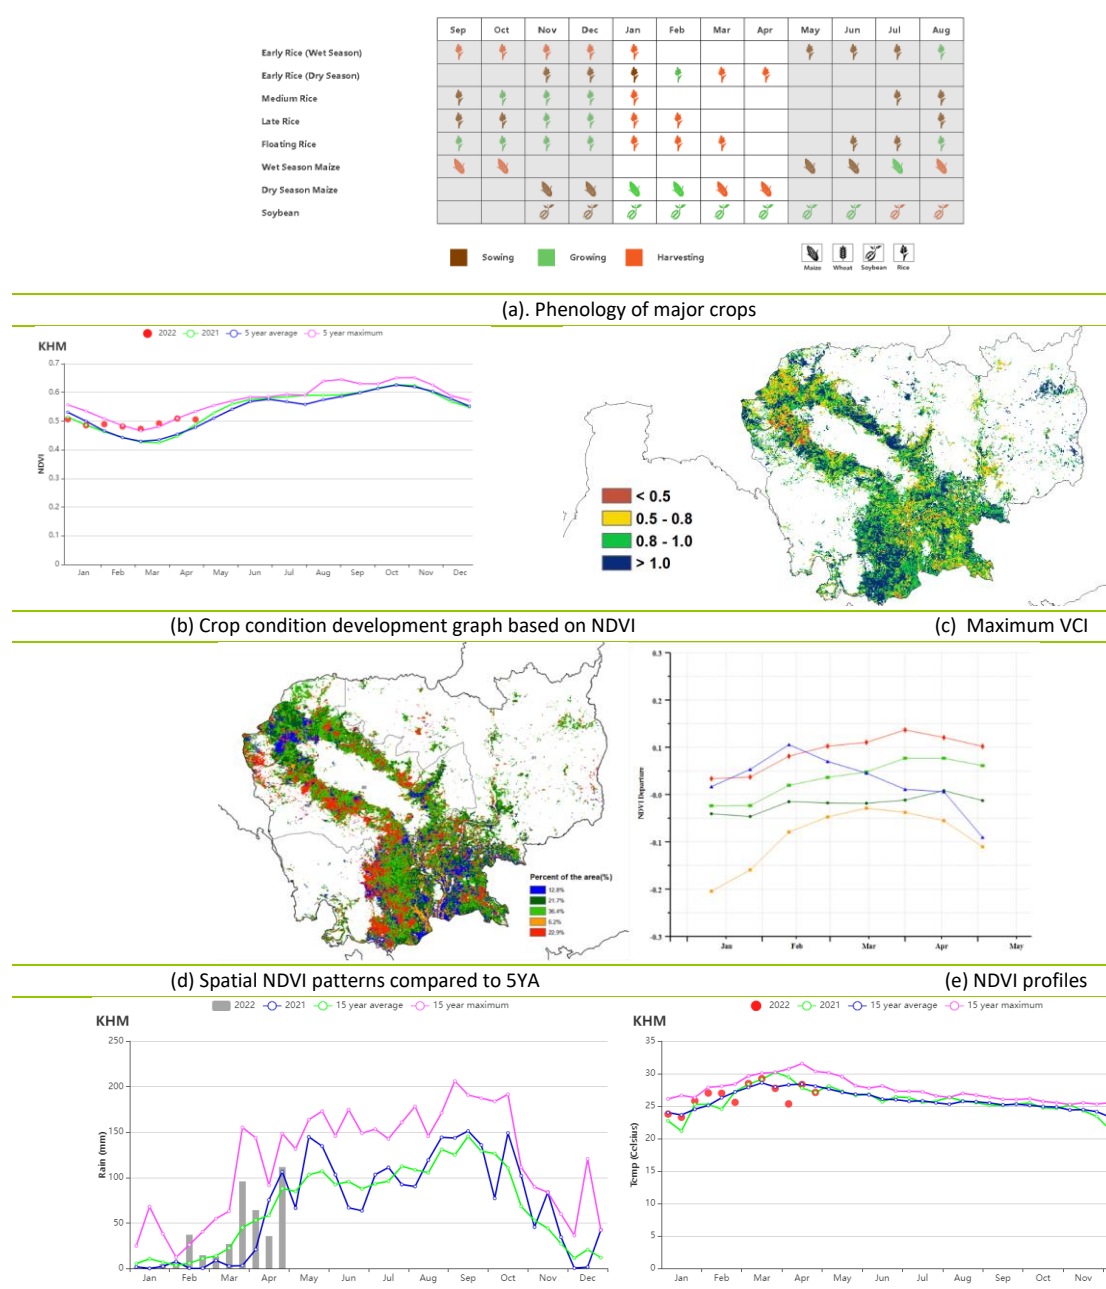 Sep Oct Nov Dec Jan Feb Mar Apr May Jun Jul Aug
Early Rice (Wet Season)
Early Rice (Dry Season)
Medium Rice
Late Rice
Floating Rice
Wet Season Maize
Dry Season Maize
Soybean
Sowing Growing Harvesting
Maize Wheat Soybean Rice
(a). Phenology of major crops
2022 2021 5 year average 5 year maximum
KHM
0.7
0.6
0.5
0.4
0.3
0.2
0.1
0
NDVI
Jan Feb Mar Apr May Jun Jul Aug Sep Oct Nov Dec
< 0.5
0.5 - 0.8
0.8 - 1.0
> 1.0
(b) Crop condition development graph based on NDVI
(c) Maximum VCI
Percent of the area(%)
12.8%
21.7%
36.4%
6.2%
22.9%
0.3
0.2
0.1
-0.0
-0.1
-0.2
-0.3
NDVI Departure
Jan Feb Mar Apr May
(d) Spatial NDVI patterns compared to 5YA
(e) NDVI profiles
2022 2021 15 year average 15 year maximum
KHM
250
200
150
100
50
0
Rain (mm)
Jan Feb Mar Apr May Jun Jul Aug Sep Oct Nov Dec
2022 2021 15 year average 15 year maximum
KHM
35
30
25
20
15
10
5
0
Temp (Celsius)
Jan Feb Mar Apr May Jun Jul Aug Sep Oct Nov